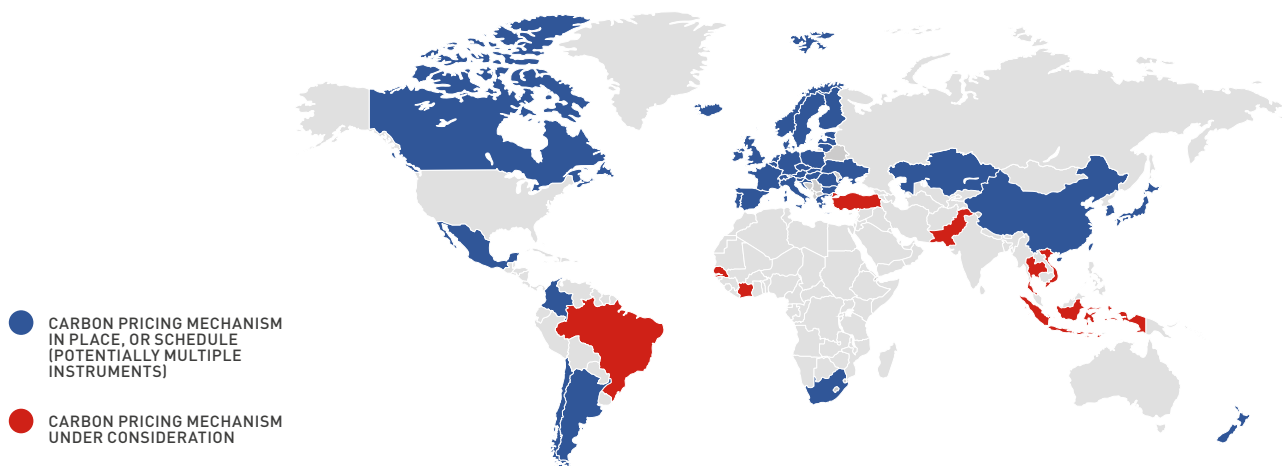 CARBON PRICING MECHANISM
IN PLACE, OR SCHEDULE
(POTENTIALLY MULTIPLE
INSTRUMENTS)
CARBON PRICING MECHANISM
UNDER CONSIDERATION